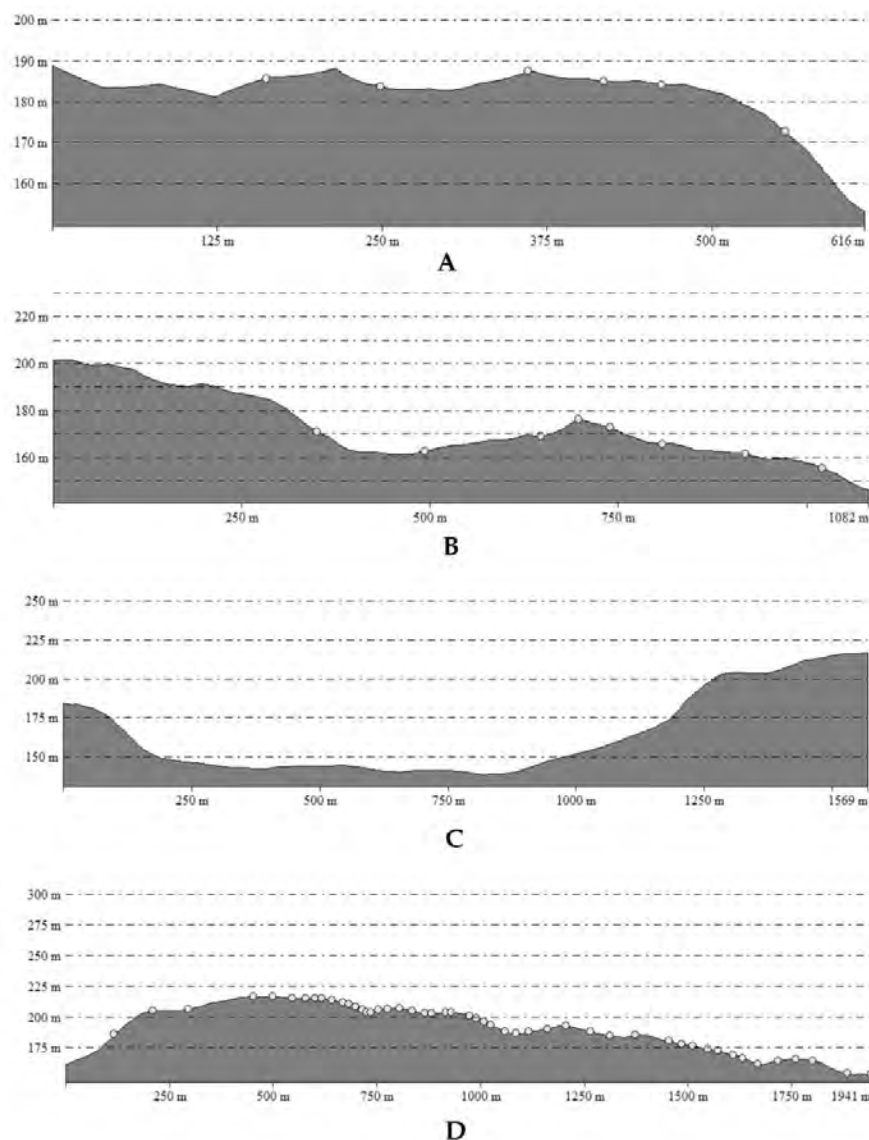 200 m
190 m
180 m
170 m
160 m
125 m 250 m 375 m 500 m 616 m
A
220 m
200 m
180 m
160 m
250 m 500 m 750 m 1082 m
B
250 m
225 m
200 m
175 m
150 m
250 m 500 m 750 m 1000 m 1250 m 1569 m
C
300 m
275 m
250 m
225 m
200 m
175 m
250 m 500 m 750 m 1000 m 1250 m 1500 m 1750 m 1941 m
D